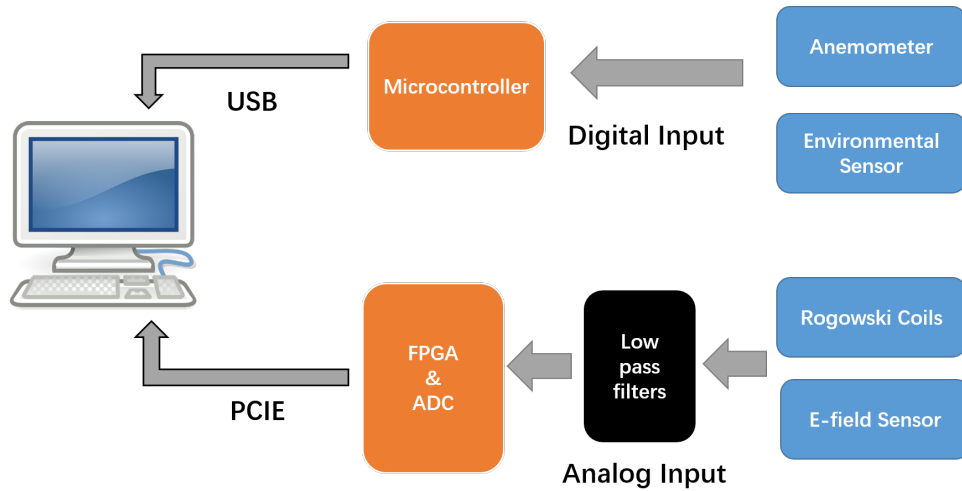 Anemometer
Microcontroller
USB
Digital Input
Environmental
Sensor
Rogowski Coils
Low
pass
filters
FPGA
&
ADC
PCIE
E-field Sensor
Analog Input